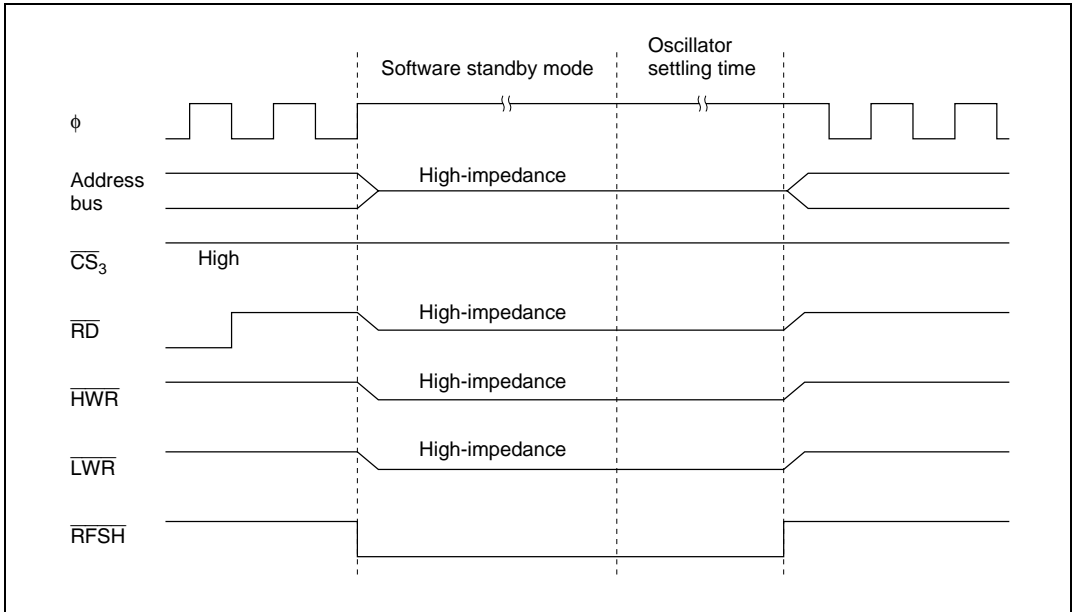 Oscillator
settling time
Software standby mode
φ
Address
bus
High-impedance
CS3
High
RD
High-impedance
HWR
High-impedance
LWR
High-impedance
RFSH